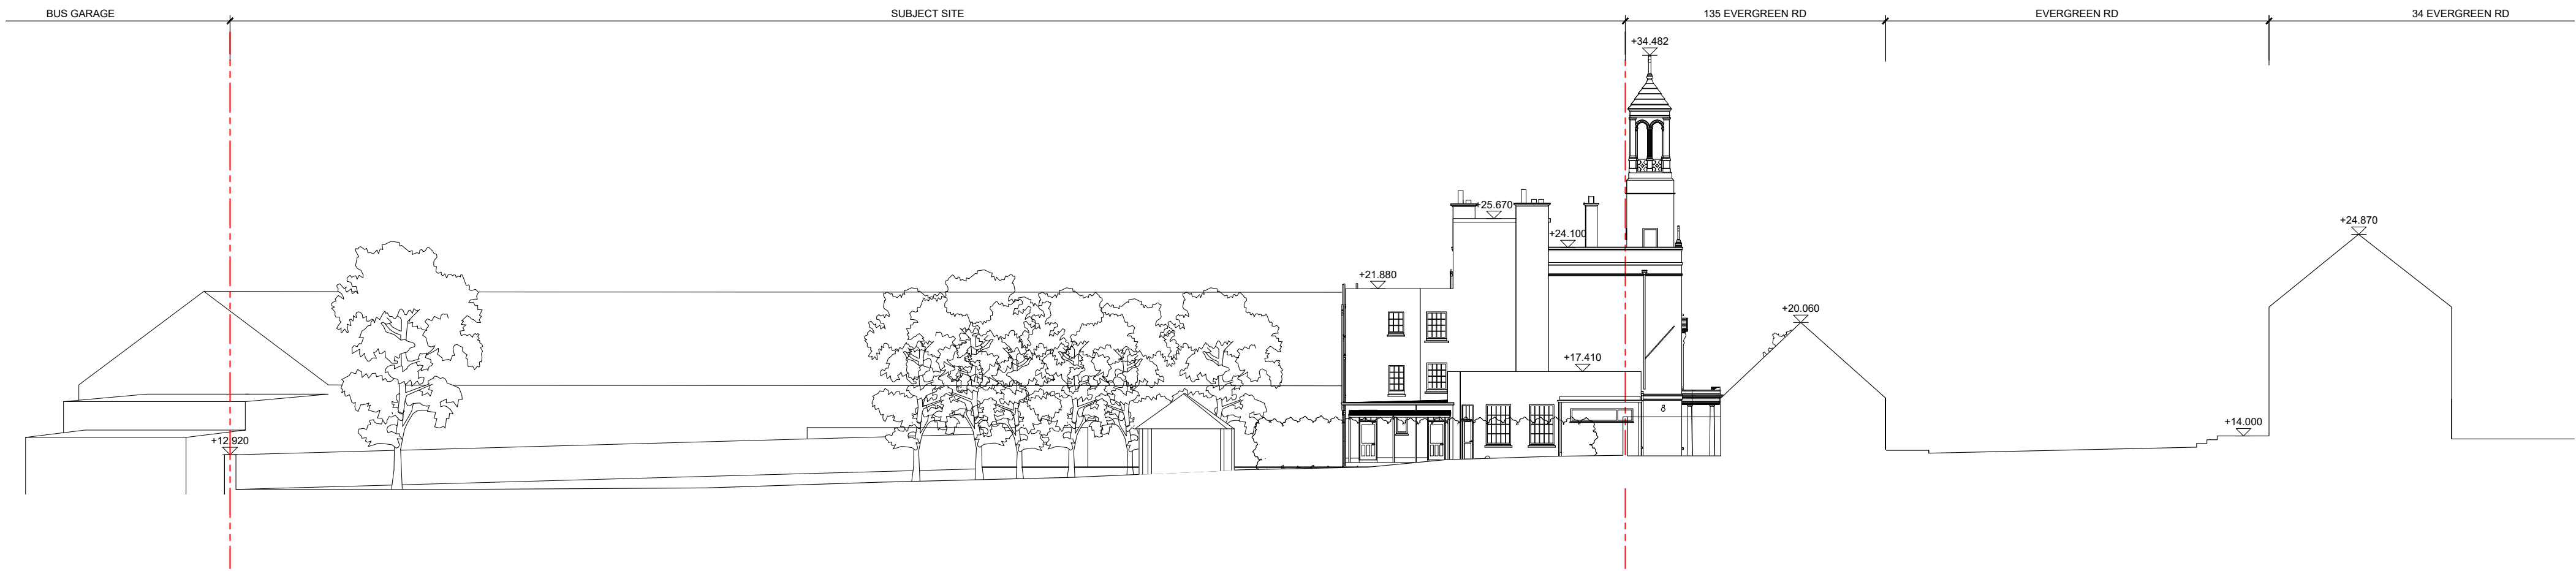 BUS GARAGE
SUBJECT SITE
135 EVERGREEN RD
EVERGREEN RD
34 EVERGREEN RD
+34.482
+25.670
+24.100
+24.870
+21.880
+20.060
+17.410
+14.000
+12.920
8